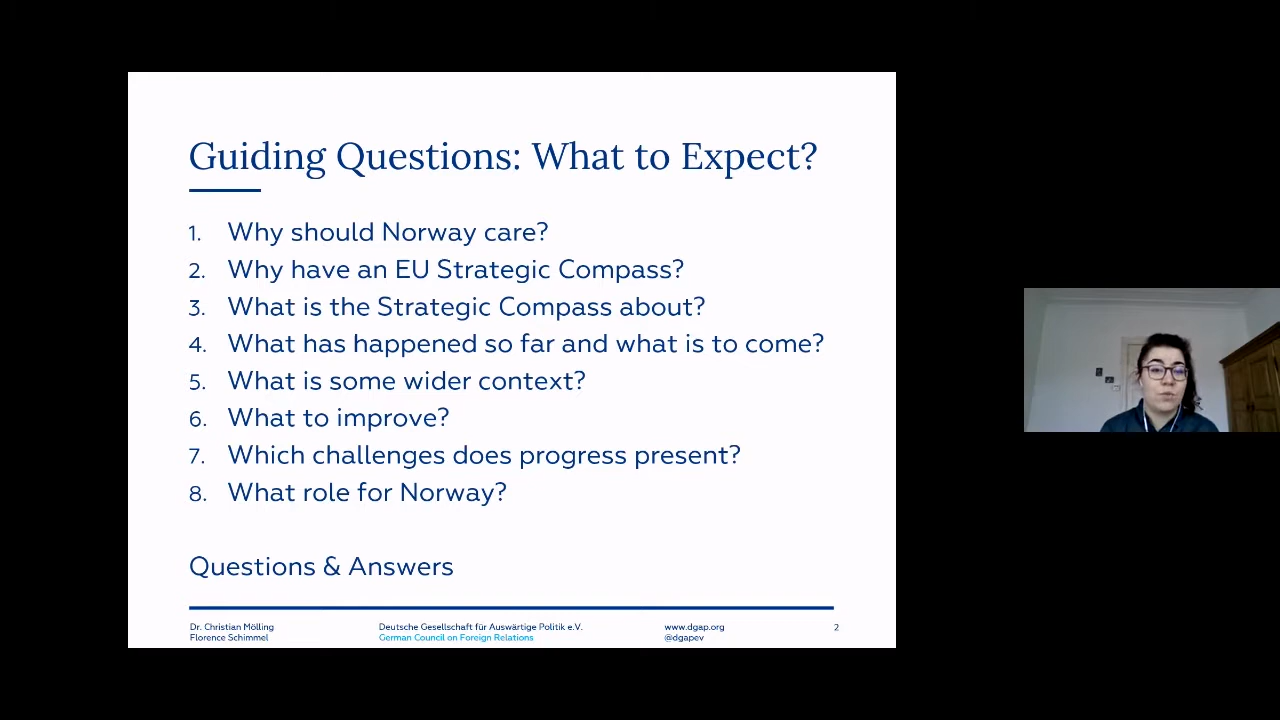 Guiding Questions: What to Expect?
1. Why should Norway care?
2. Why have an EU Strategic Compass?
3. What is the Strategic Compass about?
4. What has happened so far and what is to come?
5. What is some wider context?
6. What to improve?
7. Which challenges does progress present?
8. What role for Norway?
Questions & Answers
Dr. Christian Mölling
Florence Schimmel
Deutsche Gesellschaft für Auswärtige Politik e.V.
German Council on Foreign Relations
www.dgap.org
@dgapev
2